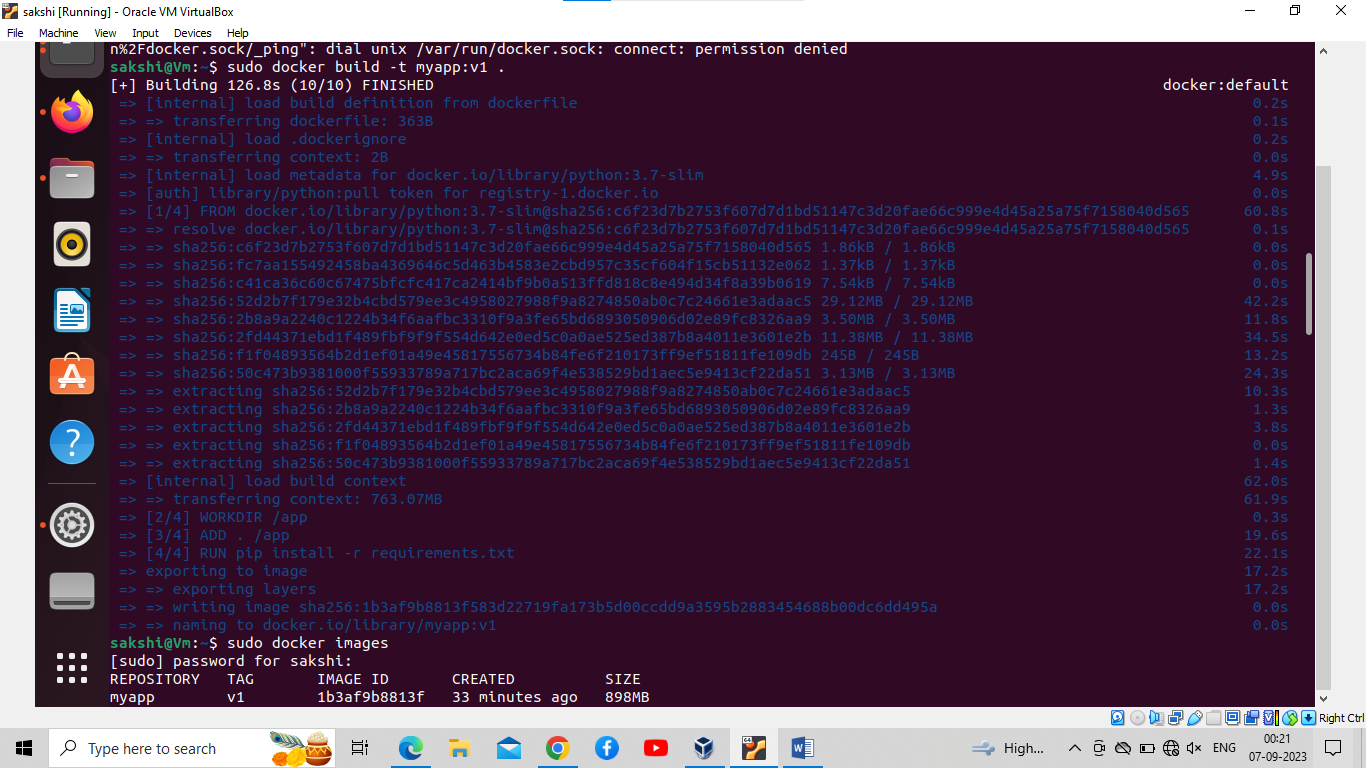 sakshi [Running] - Oracle VM VirtualBox
File Machine View Input Devices Help
n%2Fdocker.sock/_ping": dial unix /var/run/docker.sock: connect: permission denied
sakshi@Vm:~$ sudo docker build -t myapp:v1 .
[+] Building 126.8s (10/10) FINISHED docker:default
=> [internal] load build definition from dockerfile 0.2s
=> => transferring dockerfile: 363B 0.1s
=> [internal] load .dockerignore 0.2s
=> => transferring context: 2B 0.0s
=> [internal] load metadata for docker.io/library/python:3.7-slim 4.9s
=> [auth] library/python:pull token for registry-1.docker.io 0.0s
=> [1/4] FROM docker.io/library/python:3.7-slim@sha256:c6f23d7b2753f607d7d1bd51147c3d20fae66c999e4d45a25a75f7158040d565 60.8s
=> => resolve docker.io/library/python:3.7-slim@sha256:c6f23d7b2753f607d7d1bd51147c3d20fae66c999e4d45a25a75f7158040d565 0.1s
=> => sha256:c6f23d7b2753f607d7d1bd51147c3d20fae66c999e4d45a25a75f7158040d565 1.86kB / 1.86kB 0.0s
=> => sha256:fc7aa155492458ba4369646c5d463b4583e2cbd957c35cf604f15cb51132e062 1.37kB / 1.37kB 0.0s
=> => sha256:c41ca36c60c67475bfcfc417ca2414bf9b0a513ffd818c8e494d34f8a39b0619 7.54kB / 7.54kB 0.0s
=> => sha256:52d2b7f179e32b4cbd579ee3c4958027988f9a8274850ab0c7c24661e3adaac5 29.12MB / 29.12MB 42.2s
=> => sha256:2b8a9a2240c1224b34f6aafbc3310f9a3fe65bd6893050906d02e89fc8326aa9 3.50MB / 3.50MB 11.8s
=> => sha256:2fd44371ebd1f489fbf9f9f554d642e0ed5c0a0ae525ed387b8a4011e3601e2b 11.38MB / 11.38MB 34.5s
=> => sha256:f1f04893564b2d1ef01a49e45817556734b84fe6f210173ff9ef51811fe109db 245B / 245B 13.2s
=> => sha256:50c473b9381000f55933789a717bc2aca69f4e538529bd1aec5e9413cf22da51 3.13MB / 3.13MB 24.3s
=> => extracting sha256:52d2b7f179e32b4cbd579ee3c4958027988f9a8274850ab0c7c24661e3adaac5 10.3s
=> => extracting sha256:2b8a9a2240c1224b34f6aafbc3310f9a3fe65bd6893050906d02e89fc8326aa9 1.3s
=> => extracting sha256:2fd44371ebd1f489fbf9f9f554d642e0ed5c0a0ae525ed387b8a4011e3601e2b 3.8s
=> => extracting sha256:f1f04893564b2d1ef01a49e45817556734b84fe6f210173ff9ef51811fe109db 0.0s
=> => extracting sha256:50c473b9381000f55933789a717bc2aca69f4e538529bd1aec5e9413cf22da51 1.4s
=> [internal] load build context 62.0s
=> => transferring context: 763.07MB 61.9s
=> [2/4] WORKDIR /app 0.3s
=> [3/4] ADD . /app 19.6s
=> [4/4] RUN pip install -r requirements.txt 22.1s
=> exporting to image 17.2s
=> => exporting layers 17.2s
=> => writing image sha256:1b3af9b8813f583d22719fa173b5d00ccdd9a3595b2883454688b00dc6dd495a 0.0s
=> => naming to docker.io/library/myapp:v1 0.0s
sakshi@Vm:~$ sudo docker images
[sudo] password for sakshi:
REPOSITORY TAG IMAGE ID CREATED SIZE
myapp v1 1b3af9b8813f 33 minutes ago 898MB
Right Ctrl
Type here to search
High...
ENG
00:21
07-09-2023